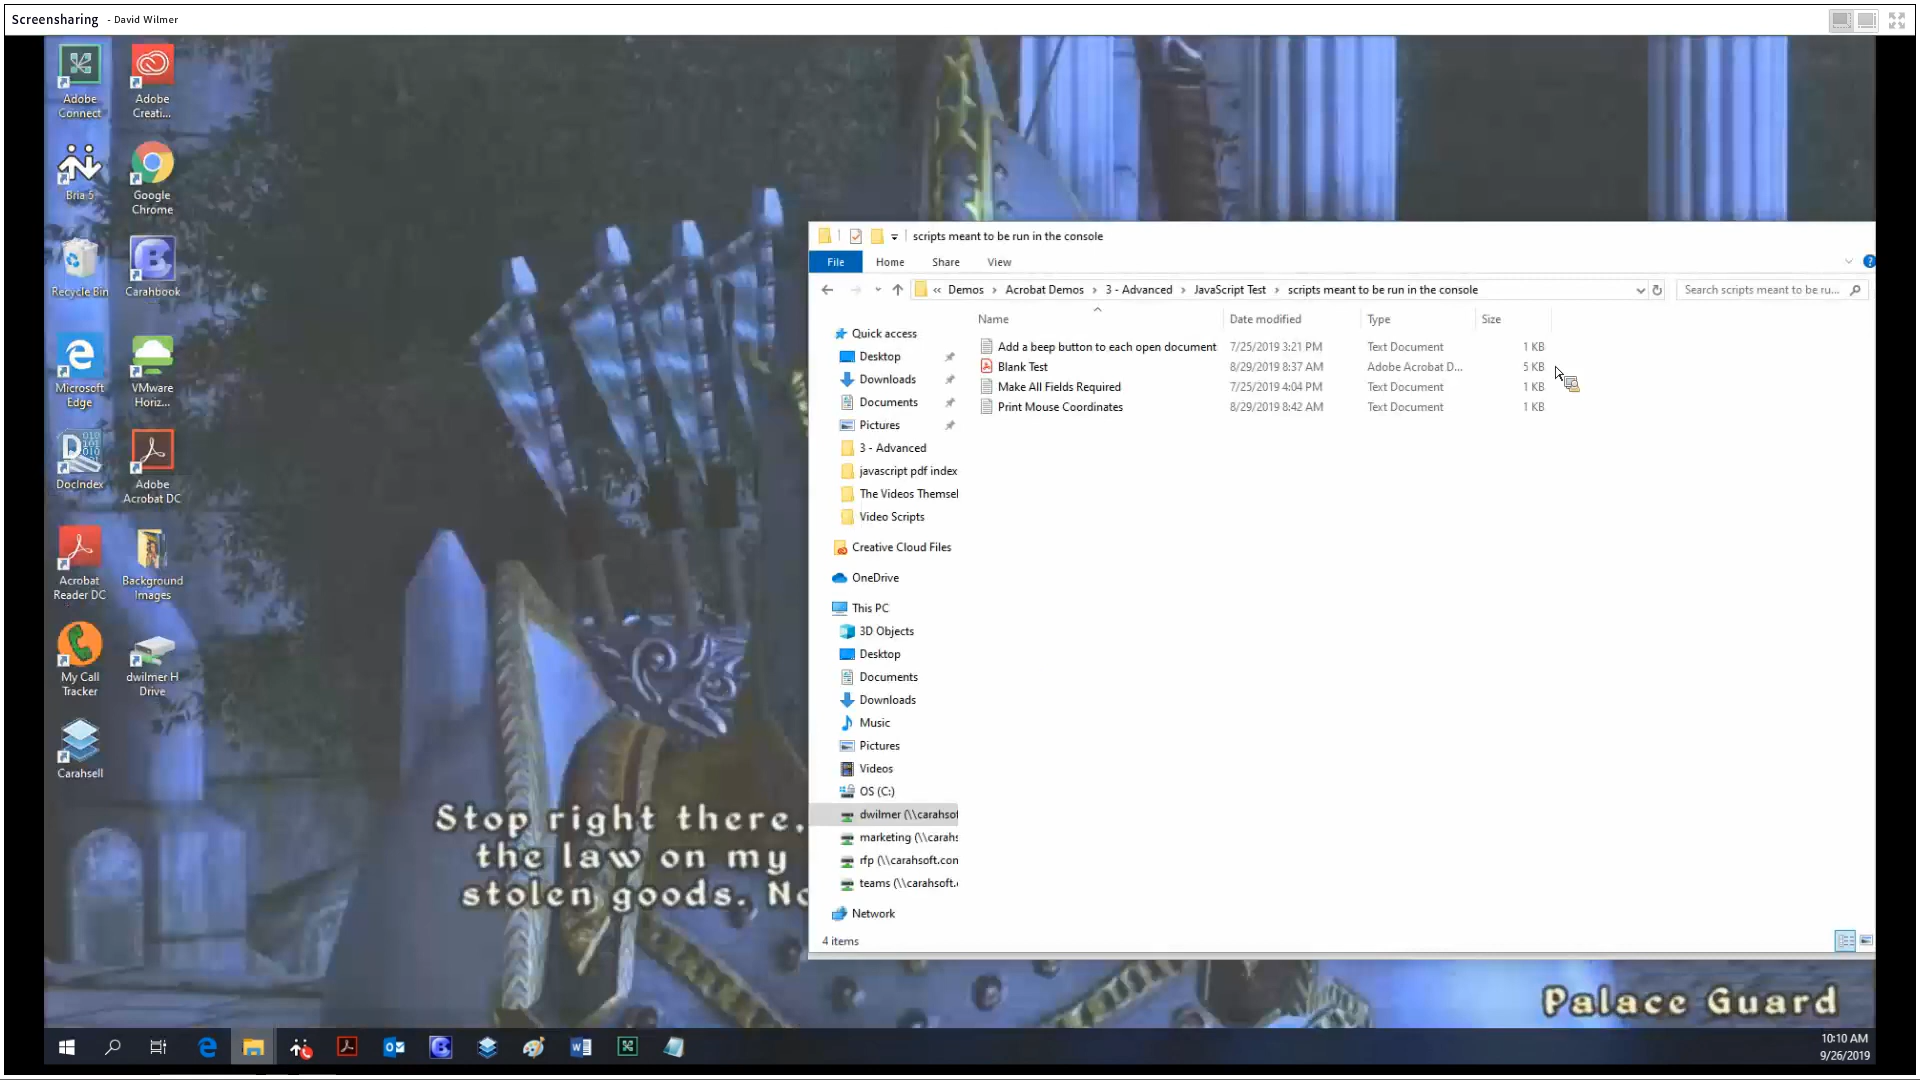 Screensharing - David Wilmer
Adobe Connect
Adobe Creati...
Bria 5
Google Chrome
Recycle Bin
Carahbook
Microsoft Edge
VMware Horiz...
DocIndex
Adobe Acrobat DC
Acrobat Reader DC
Background Images
My Call Tracker
dwilmer H Drive
Carahsell
Stop right there,
the law on my
stolen goods. No
Palace Guard
scripts meant to be run in the console
File Home Share View
« Demos > Acrobat Demos > 3 - Advanced > JavaScript Test > scripts meant to be run in the console
Search scripts meant to be ru...
Name Date modified Type Size
Add a beep button to each open document 7/25/2019 3:21 PM Text Document 1 KB
Blank Test 8/29/2019 8:37 AM Adobe Acrobat D... 5 KB
Make All Fields Required 7/25/2019 4:04 PM Text Document 1 KB
Print Mouse Coordinates 8/29/2019 8:42 AM Text Document 1 KB
Quick access
Desktop
Downloads
Documents
Pictures
3 - Advanced
javascript pdf index
The Videos Themsel
Video Scripts
Creative Cloud Files
OneDrive
This PC
3D Objects
Desktop
Documents
Downloads
Music
Pictures
Videos
OS (C:)
dwilmer (\\carahsof
marketing (\\carahs
rfp (\\carahsoft.con
teams (\\carahsoft.
Network
4 items
10:10 AM
9/26/2019